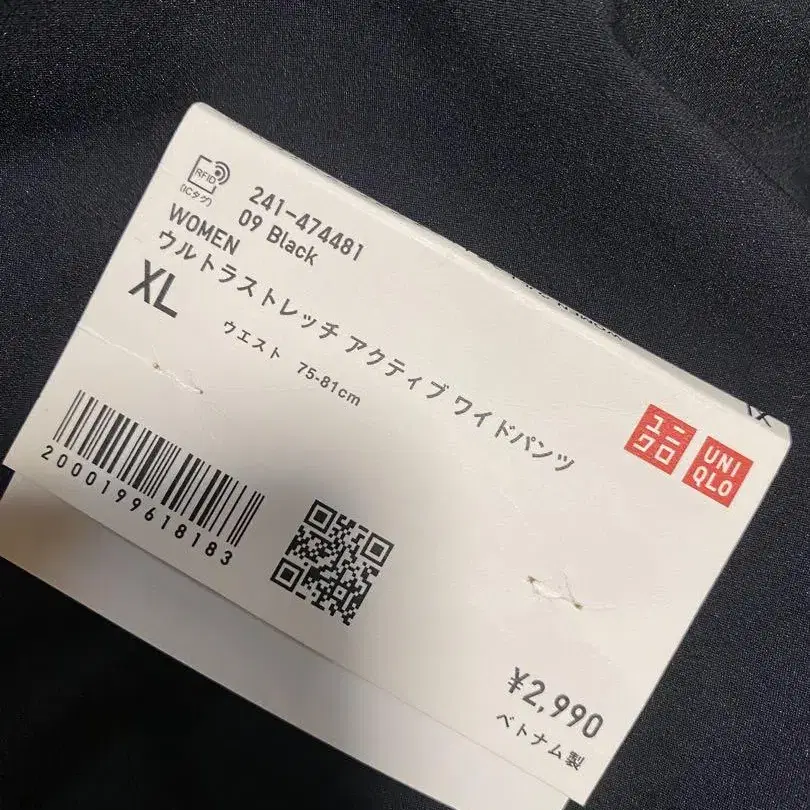 RFID
(ICタグ)
241-474481
09 Black
WOMEN
ウルトラストレッチ アクティブ ワイドパンツ
XL
ウエスト 75-81cm
2000199618183
ユニ
クロ
UNI
QLO
¥2,990
ベトナム製